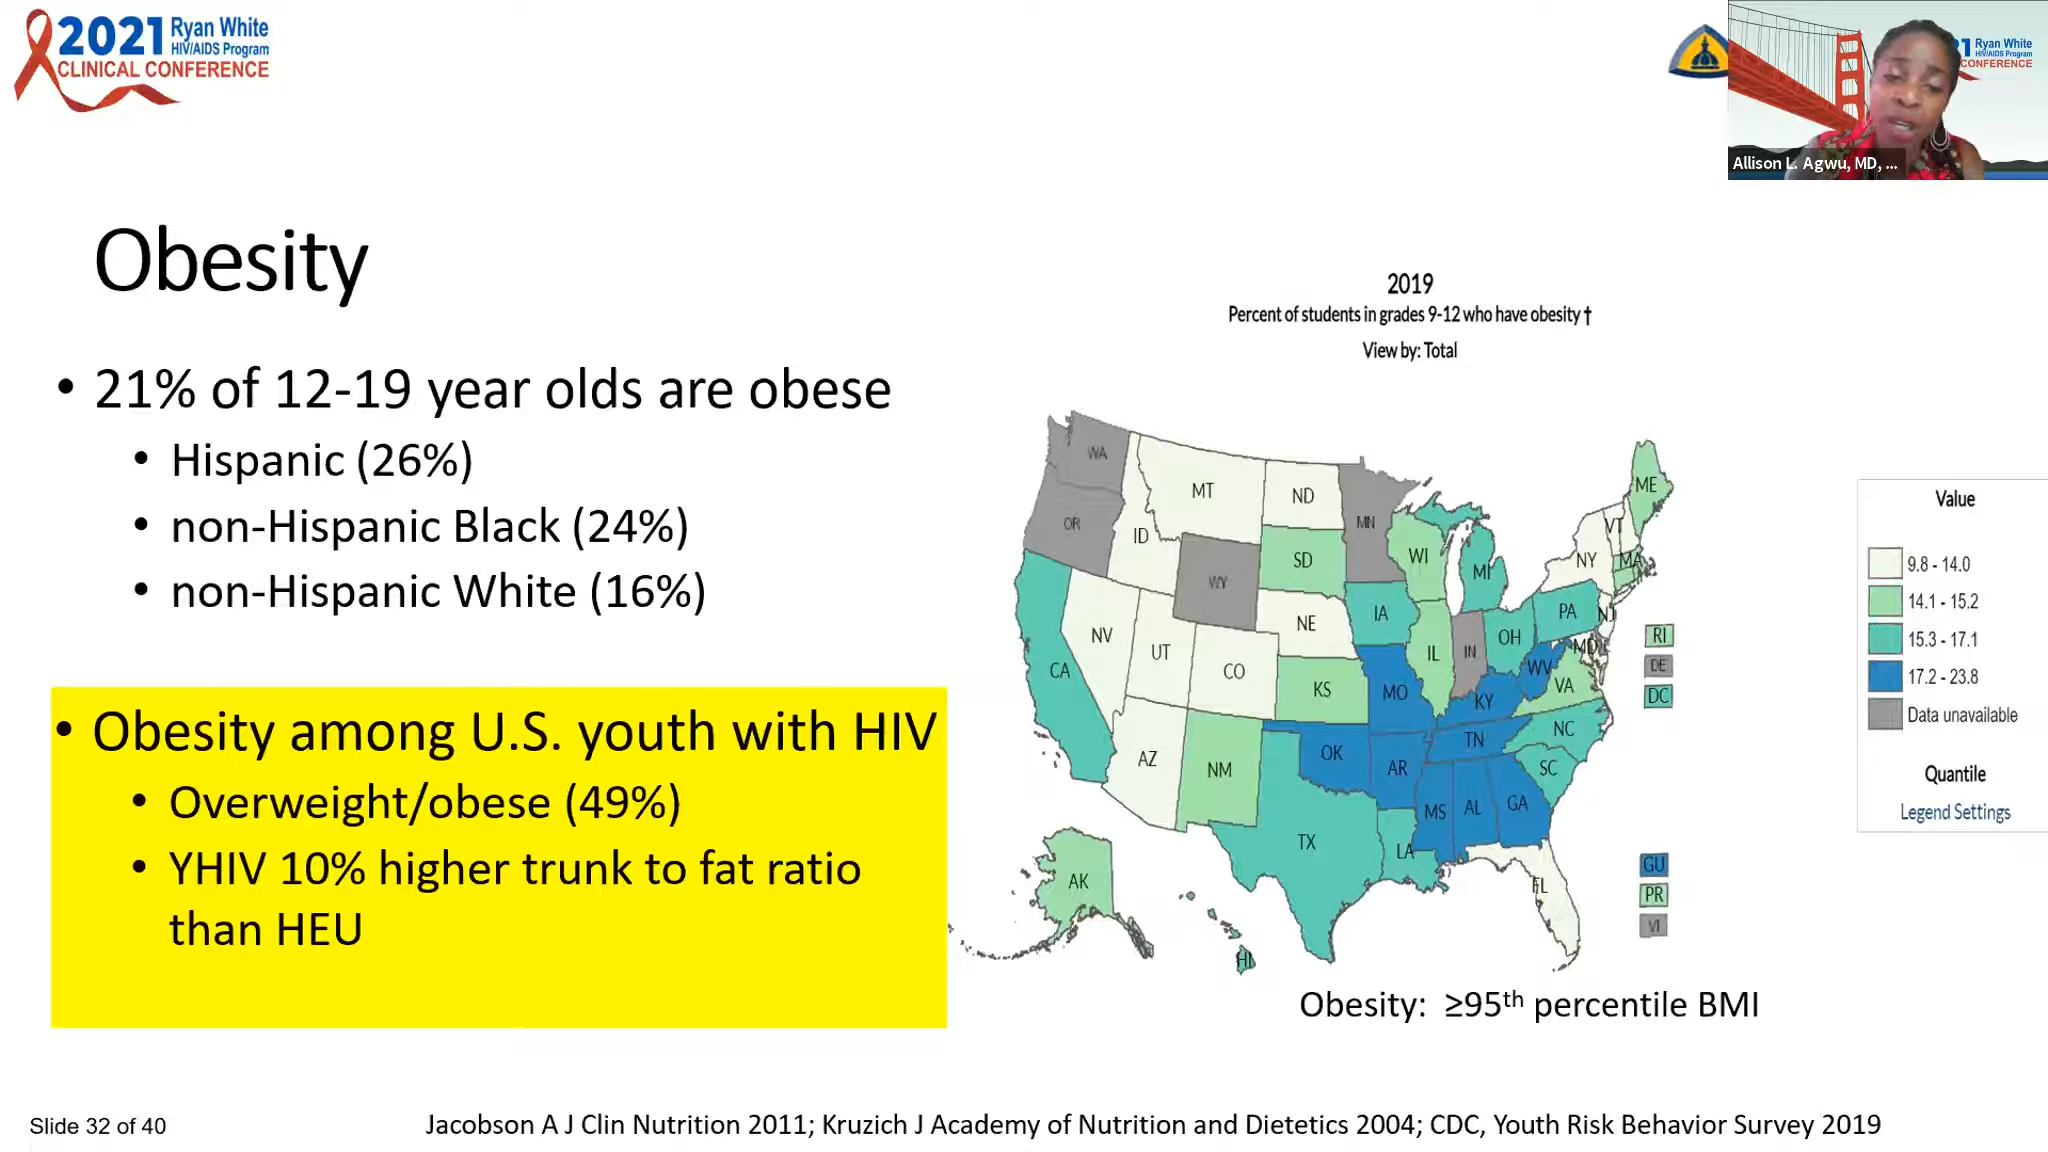 2021 Ryan White
HIV/AIDS Program
CLINICAL CONFERENCE
21 Ryan White
HIV/AIDS Program
CONFERENCE
Allison L. Agwu, MD, ...
Obesity
• 21% of 12-19 year olds are obese
• Hispanic (26%)
• non-Hispanic Black (24%)
• non-Hispanic White (16%)
• Obesity among U.S. youth with HIV
• Overweight/obese (49%)
• YHIV 10% higher trunk to fat ratio
than HEU
2019
Percent of students in grades 9-12 who have obesity †
View by: Total
WA
MT
ND
MN
OR
ID
SD
WI
MI
ME
VT
NY
MA
WY
NE
IA
PA
NJ
NV
UT
CO
IL
IN
OH
MD
RI
DE
DC
CA
KS
MO
WV
KY
VA
AZ
NM
OK
AR
TN
NC
SC
TX
LA
MS
AL
GA
FL
AK
HI
GU
PR
VI
Value
9.8 - 14.0
14.1 - 15.2
15.3 - 17.1
17.2 - 23.8
Data unavailable
Quantile
Legend Settings
Obesity: ≥95th percentile BMI
Slide 32 of 40
Jacobson A J Clin Nutrition 2011; Kruzich J Academy of Nutrition and Dietetics 2004; CDC, Youth Risk Behavior Survey 2019